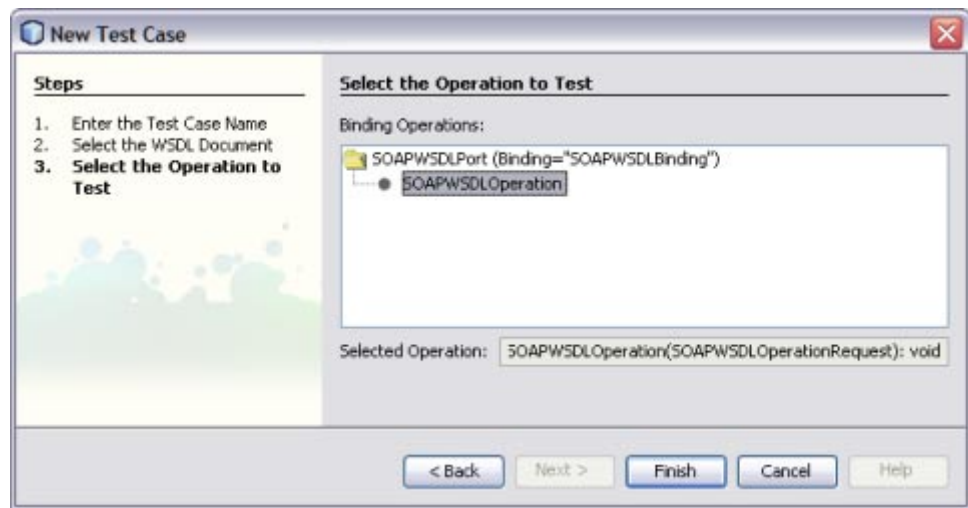 New Test Case
Steps
1. Enter the Test Case Name
2. Select the WSDL Document
3. Select the Operation to
Test
Select the Operation to Test
Binding Operations:
SOAPWSDLPort (Binding="SOAPWSDLBinding")
SOAPWSDLOperation
Selected Operation: SOAPWSDLOperation(SOAPWSDLOperationRequest): void
< Back Next > Finish Cancel Help